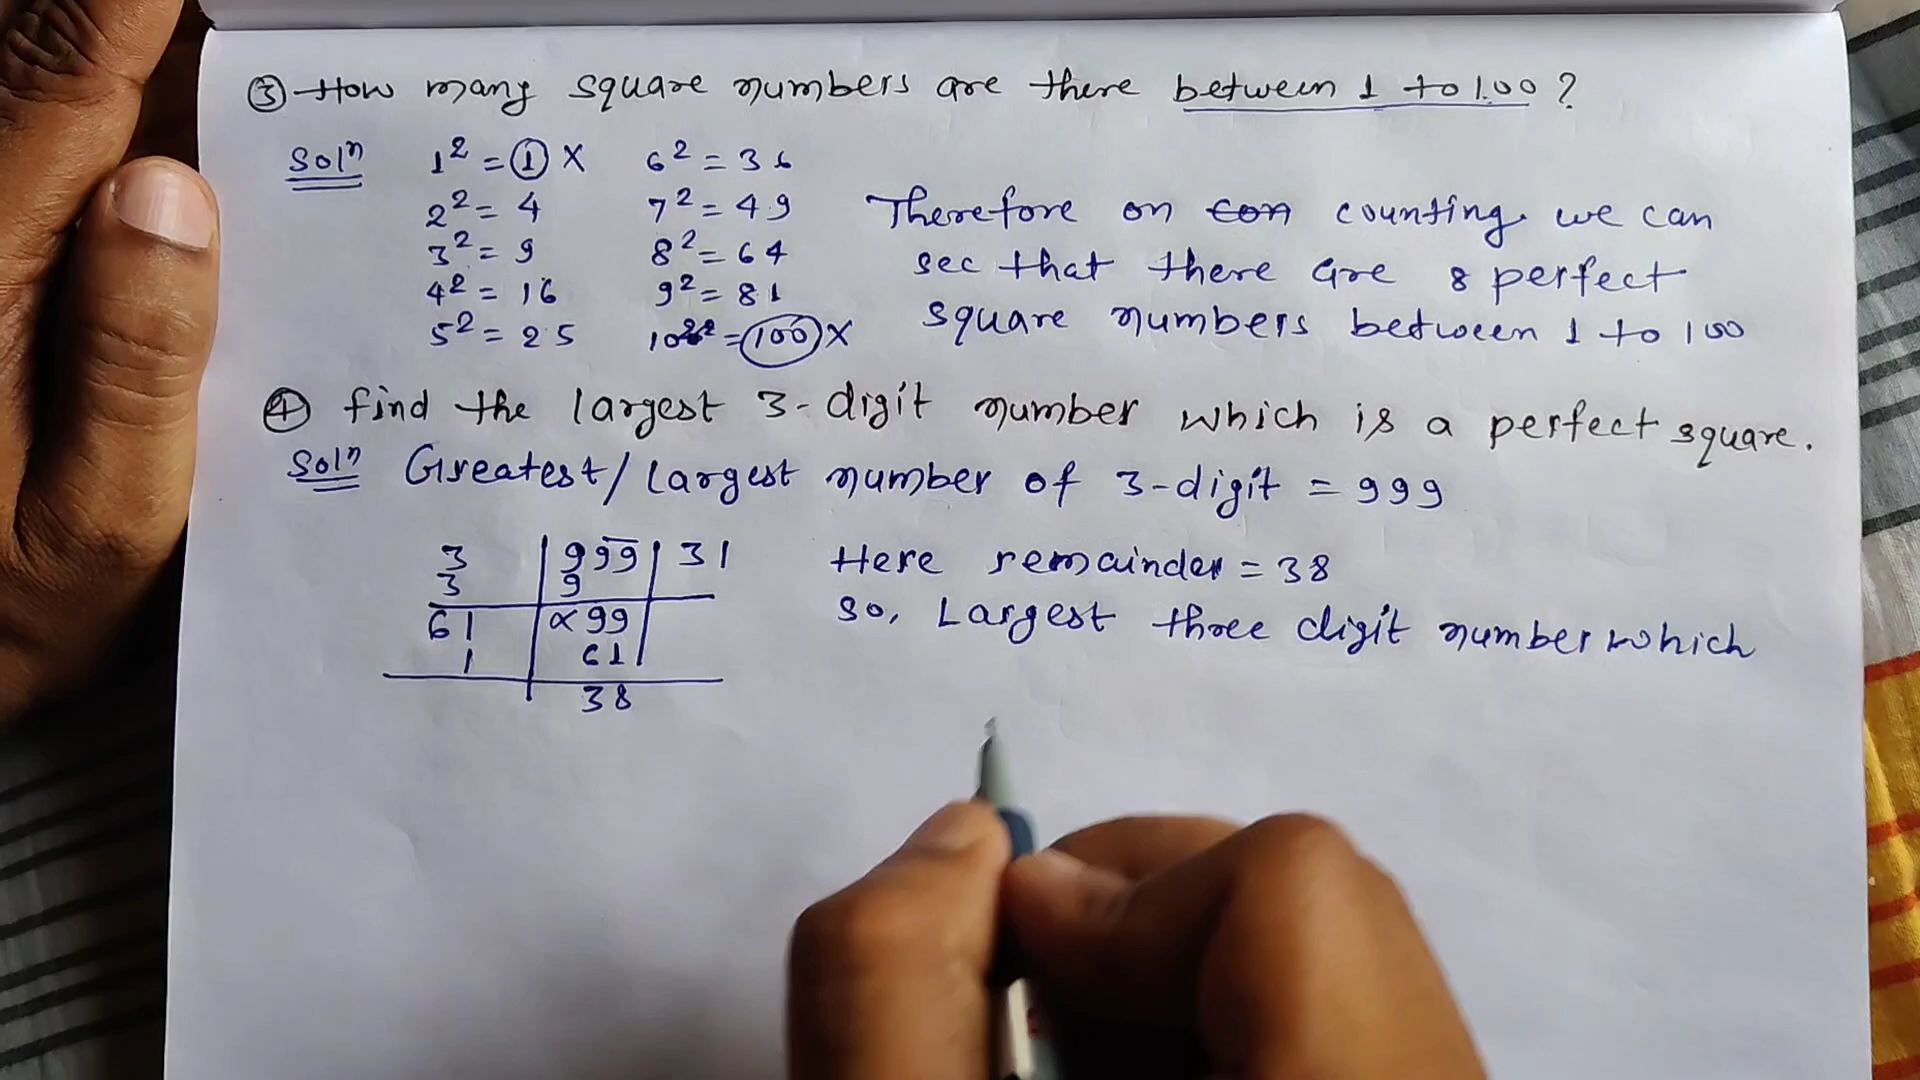 ③ How many square numbers are there between 1 to 100 ?
Solⁿ 1² = 1 X 6² = 36
2² = 4 7² = 49
3² = 9 8² = 64
4² = 16 9² = 81
5² = 25 10² = 100 X
Therefore on con counting we can
see that there are 8 perfect
square numbers between 1 to 100
④ find the largest 3-digit number which is a perfect square.
Solⁿ Greatest/largest number of 3-digit = 999
3 | 999 | 31
3 | 9
61 | x99
1 | 61
38
Here remainder = 38
So, Largest three digit number which